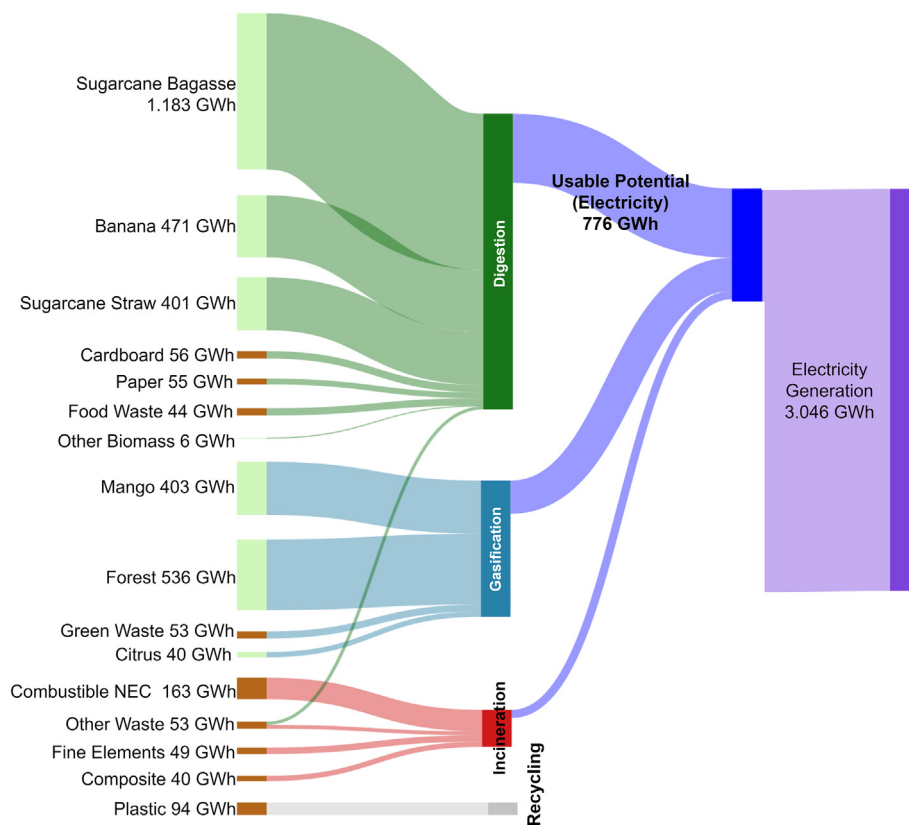 Sugarcane Bagasse
1.183 GWh
Banana 471 GWh
Sugarcane Straw 401 GWh
Cardboard 56 GWh
Paper 55 GWh
Food Waste 44 GWh
Other Biomass 6 GWh
Mango 403 GWh
Forest 536 GWh
Green Waste 53 GWh
Citrus 40 GWh
Combustible NEC 163 GWh
Other Waste 53 GWh
Fine Elements 49 GWh
Composite 40 GWh
Plastic 94 GWh
Digestion
Gasification
Incineration
Recycling
Usable Potential
(Electricity)
776 GWh
Electricity
Generation
3.046 GWh